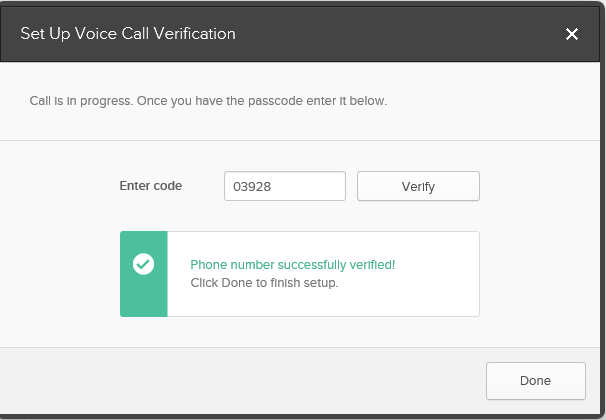 Set Up Voice Call Verification
Call is in progress. Once you have the passcode enter it below.
Enter code
03928
Verify
Phone number successfully verified!
Click Done to finish setup.
Done